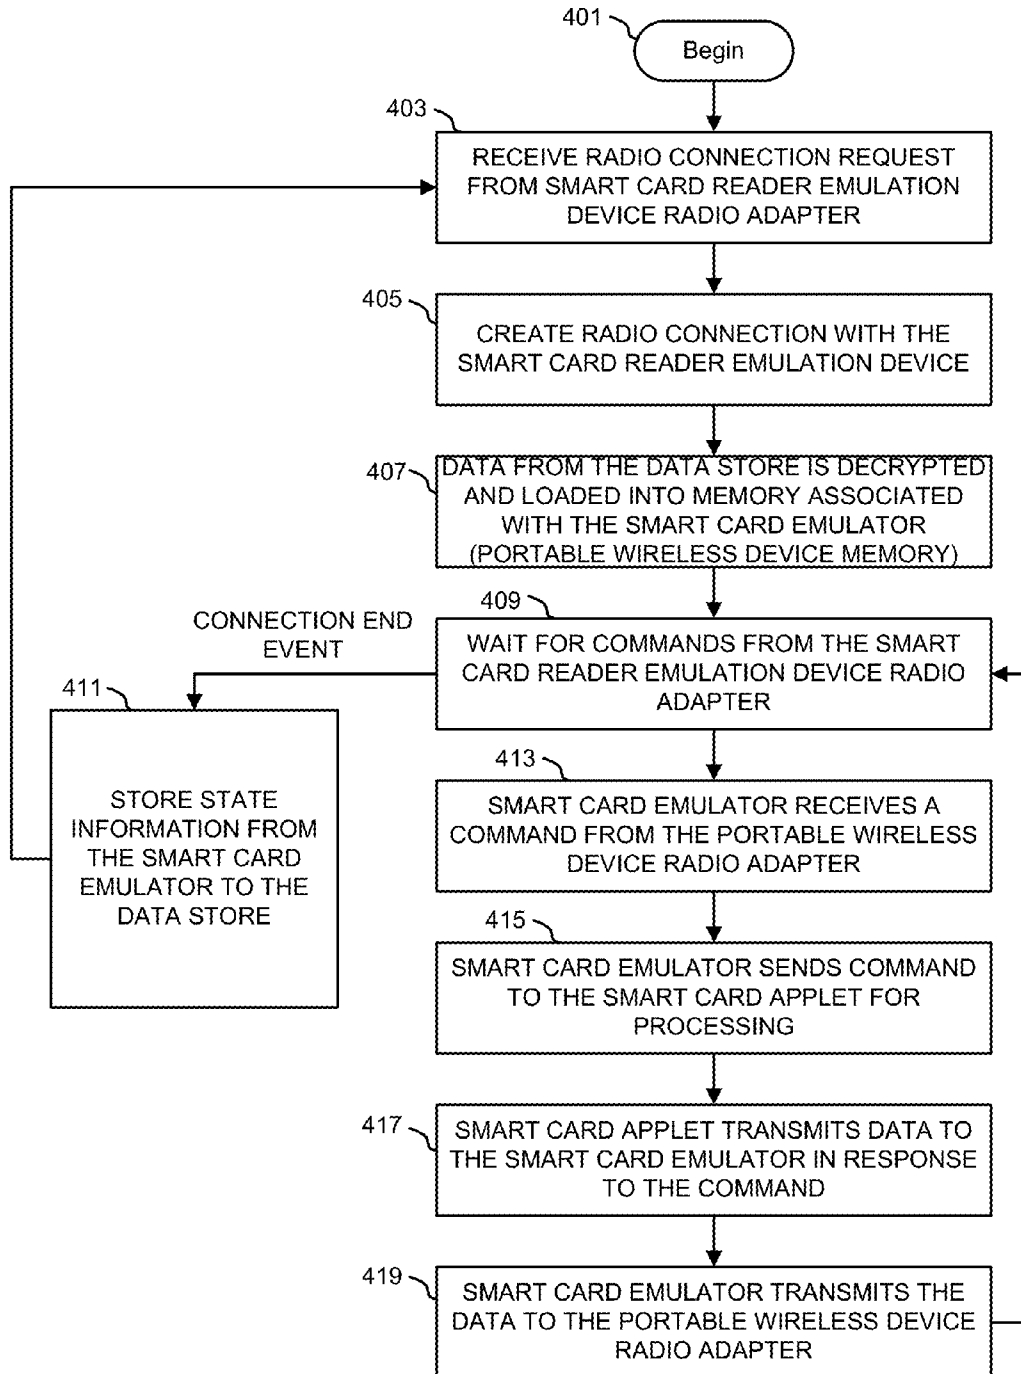 401
Begin
403
RECEIVE RADIO CONNECTION REQUEST
FROM SMART CARD READER EMULATION
DEVICE RADIO ADAPTER
405
CREATE RADIO CONNECTION WITH THE
SMART CARD READER EMULATION DEVICE
407
DATA FROM THE DATA STORE IS DECRYPTED
AND LOADED INTO MEMORY ASSOCIATED
WITH THE SMART CARD EMULATOR
(PORTABLE WIRELESS DEVICE MEMORY)
409
WAIT FOR COMMANDS FROM THE SMART
CARD READER EMULATION DEVICE RADIO
ADAPTER
CONNECTION END
EVENT
411
STORE STATE
INFORMATION FROM
THE SMART CARD
EMULATOR TO THE
DATA STORE
413
SMART CARD EMULATOR RECEIVES A
COMMAND FROM THE PORTABLE WIRELESS
DEVICE RADIO ADAPTER
415
SMART CARD EMULATOR SENDS COMMAND
TO THE SMART CARD APPLET FOR
PROCESSING
417
SMART CARD APPLET TRANSMITS DATA TO
THE SMART CARD EMULATOR IN RESPONSE
TO THE COMMAND
419
SMART CARD EMULATOR TRANSMITS THE
DATA TO THE PORTABLE WIRELESS DEVICE
RADIO ADAPTER